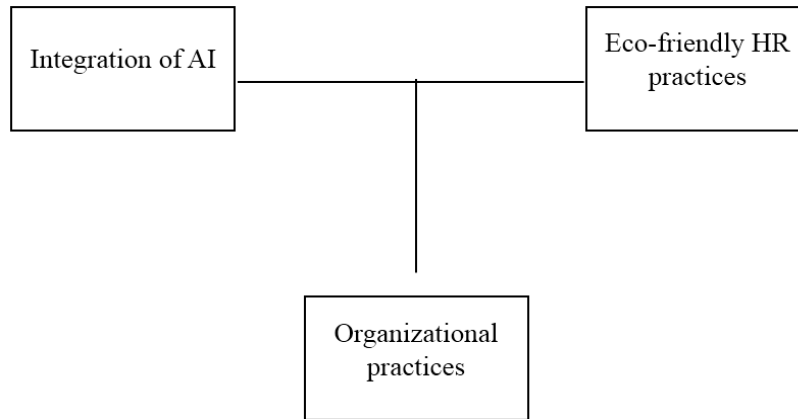 Integration of AI
Eco-friendly HR
practices
Organizational
practices